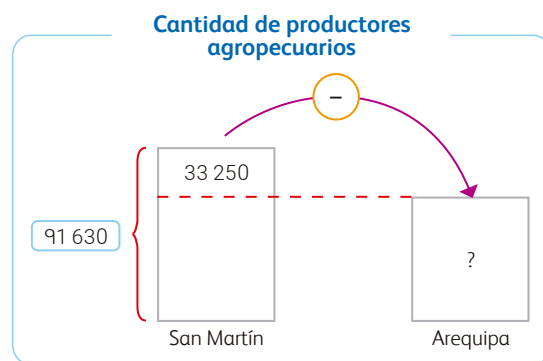 Cantidad de productores
agropecuarios
–
33 250
91 630
?
San Martín
Arequipa